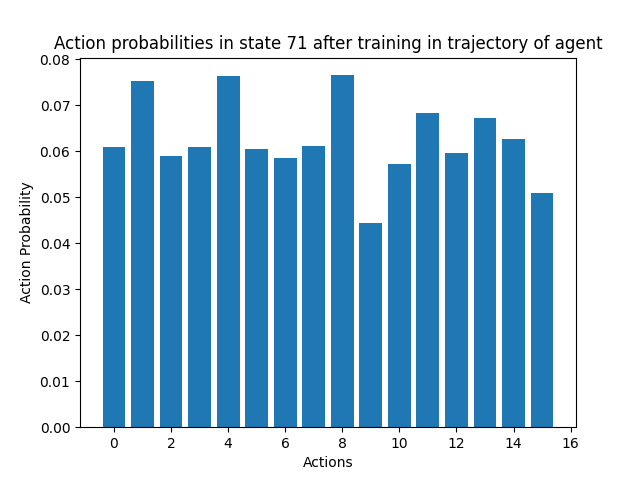 Action probabilities in state 71 after training in trajectory of agent
0.08
0.07
0.06
0.05
0.04
0.03
0.02
0.01
0.00
Action Probability
0 2 4 6 8 10 12 14 16
Actions